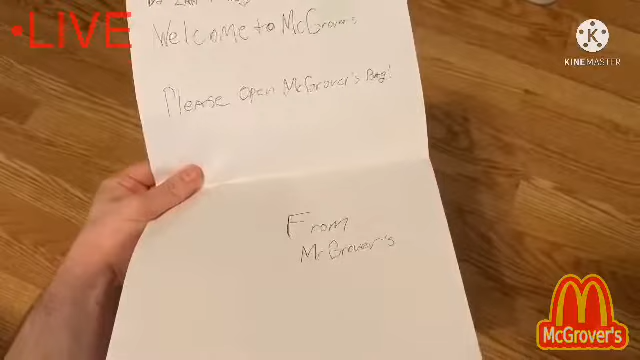 •LIVE
KINEMASTER
Welcome to McGrover's
Please Open McGrover's Bag!
From
McGrover's
McGrover's